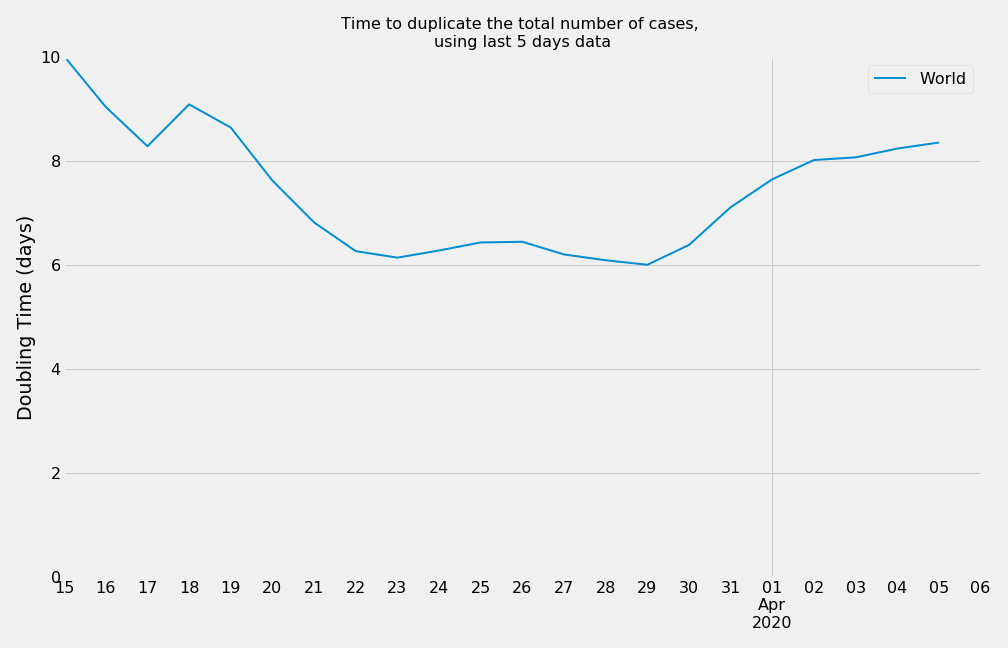 Time to duplicate the total number of cases,
using last 5 days data
World
Doubling Time (days)
10
8
6
4
2
0
15 16 17 18 19 20 21 22 23 24 25 26 27 28 29 30 31 01 02 03 04 05 06
Apr
2020